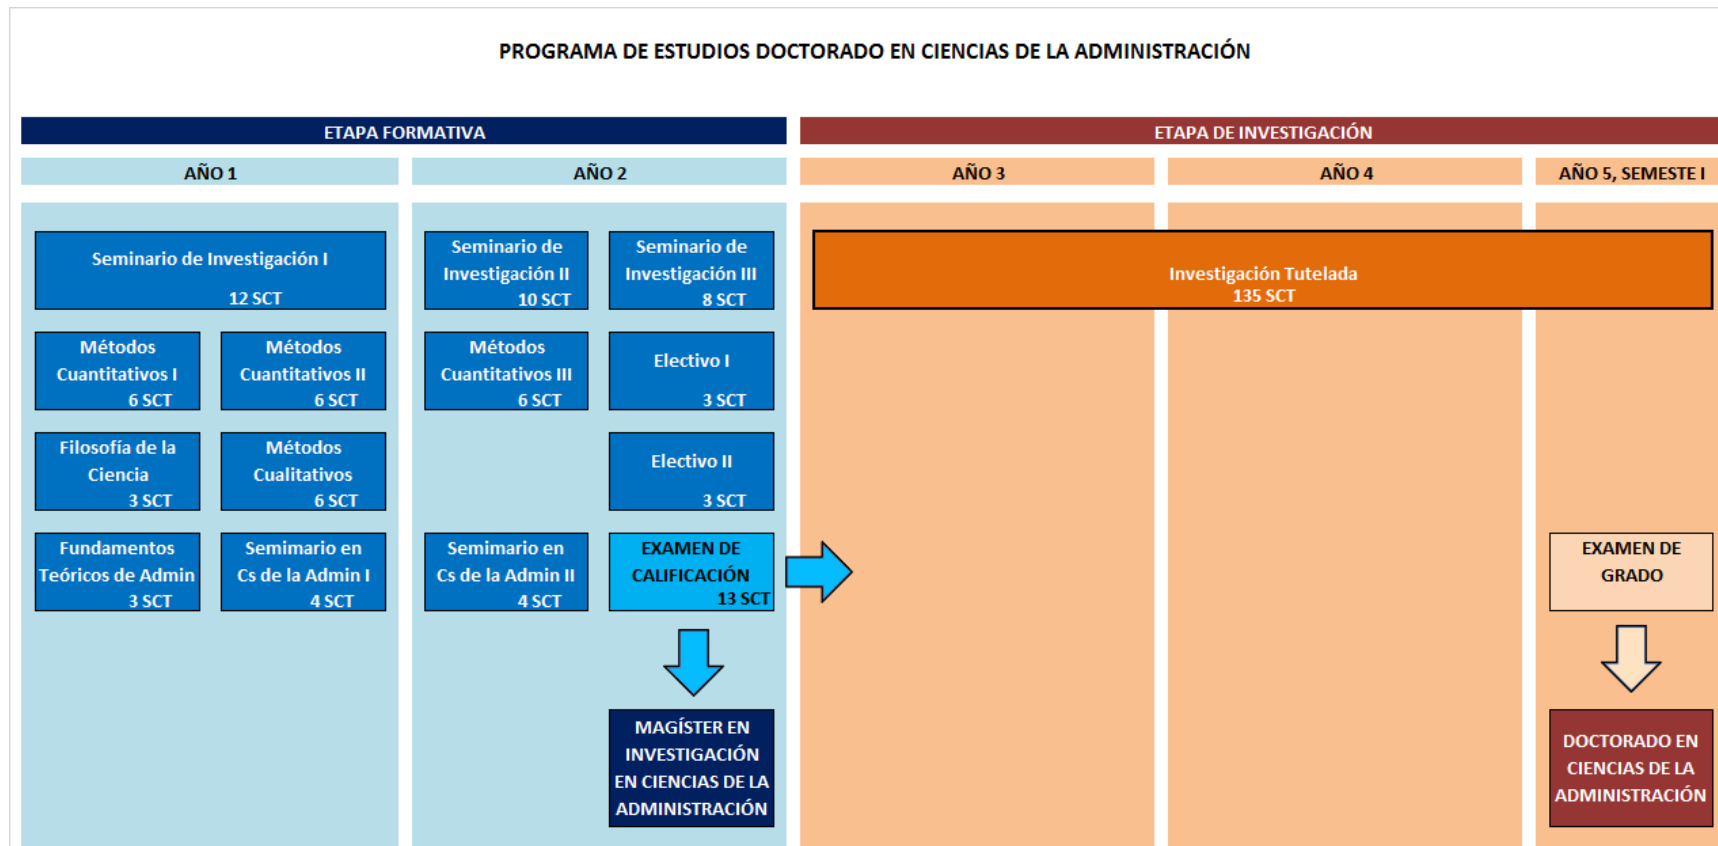 PROGRAMA DE ESTUDIOS DOCTORADO EN CIENCIAS DE LA ADMINISTRACIÓN
ETAPA FORMATIVA
ETAPA DE INVESTIGACIÓN
AÑO 1
AÑO 2
AÑO 3
AÑO 4
AÑO 5, SEMESTE I
Seminario de Investigación I
12 SCT
Seminario de
Investigación II
10 SCT
Seminario de
Investigación III
8 SCT
Investigación Tutelada
135 SCT
Métodos
Cuantitativos I
6 SCT
Métodos
Cuantitativos II
6 SCT
Métodos
Cuantitativos III
6 SCT
Electivo I
3 SCT
Filosofía de la
Ciencia
3 SCT
Métodos
Cualitativos
6 SCT
Electivo II
3 SCT
Fundamentos
Teóricos de Admin
3 SCT
Semimario en
Cs de la Admin I
4 SCT
Semimario en
Cs de la Admin II
4 SCT
EXAMEN DE
CALIFICACIÓN
13 SCT
EXAMEN DE
GRADO
MAGÍSTER EN
INVESTIGACIÓN
EN CIENCIAS DE LA
ADMINISTRACIÓN
DOCTORADO EN
CIENCIAS DE LA
ADMINISTRACIÓN